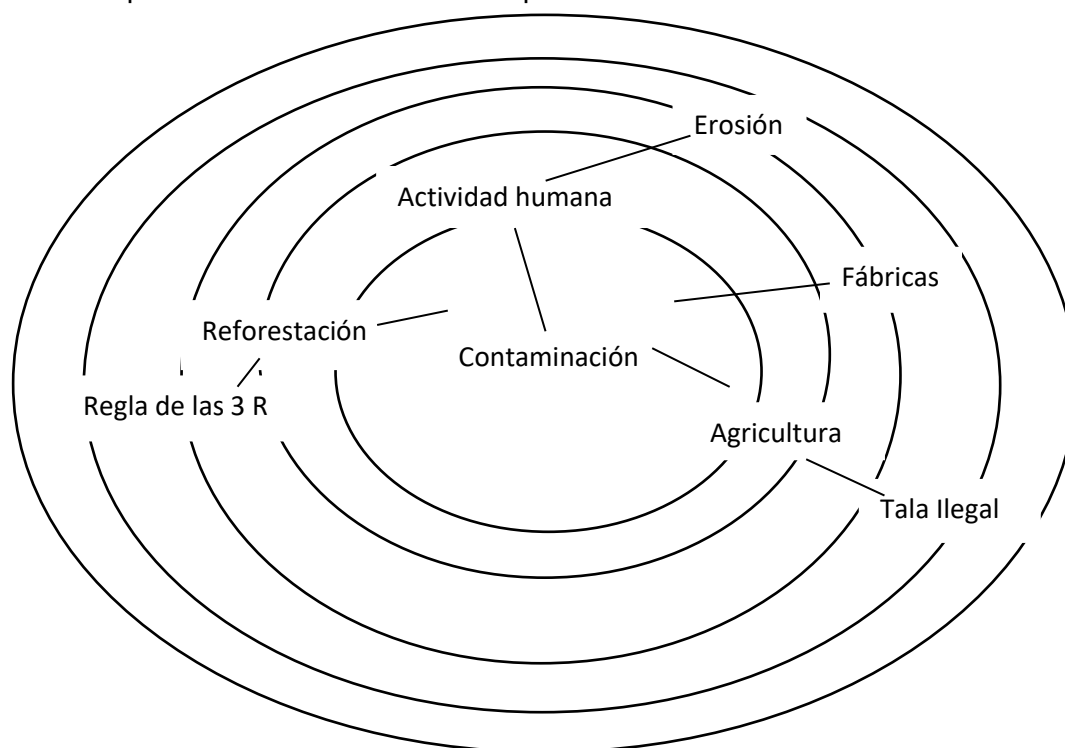 Erosión
Actividad humana
Fábricas
Reforestación
Contaminación
Regla de las 3 R
Agricultura
Tala Ilegal